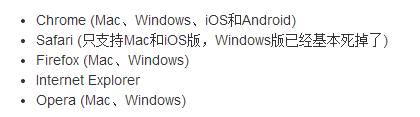 Chrome (Mac、Windows、iOS和Android)
Safari (只支持Mac和iOS版，Windows版已经基本死掉了)
Firefox (Mac、Windows)
Internet Explorer
Opera (Mac、Windows)